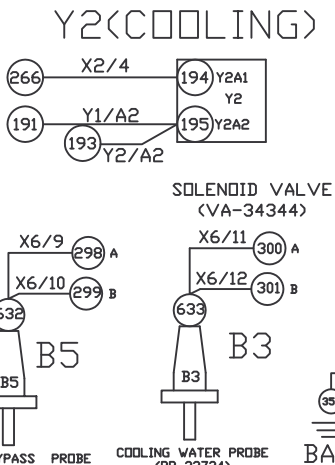 Y2(COOLING)
266 X2/4 194 Y2A1
Y2
191 Y1/A2 195 Y2A2
193 Y2/A2
SOLENOID VALVE
(VA-34344)
X6/9 298 A
X6/10 299 B
632
B5
B5
X6/11 300 A
X6/12 301 B
633
B3
B3
PROBE
COOLING WATER PROBE
35
BA